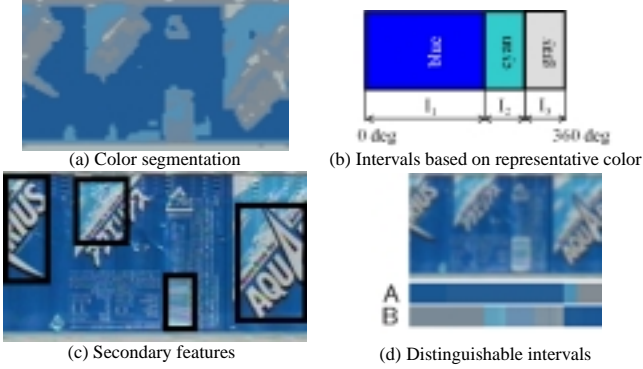 blue
cyan
gray
I₁ I₂ I₃
0 deg 360 deg
(a) Color segmentation
(b) Intervals based on representative color
AQUA
A
B
(c) Secondary features
(d) Distinguishable intervals